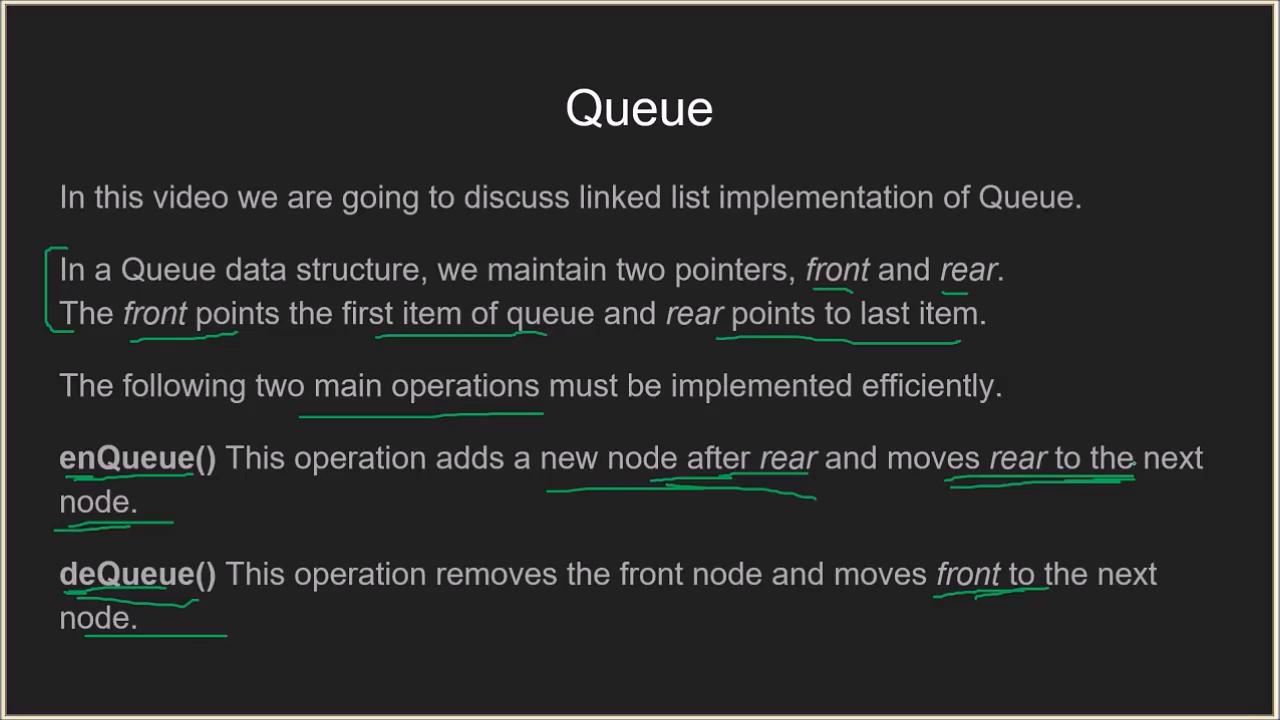 Queue
In this video we are going to discuss linked list implementation of Queue.
In a Queue data structure, we maintain two pointers, front and rear.
The front points the first item of queue and rear points to last item.
The following two main operations must be implemented efficiently.
enQueue() This operation adds a new node after rear and moves rear to the next
node.
deQueue() This operation removes the front node and moves front to the next
node.